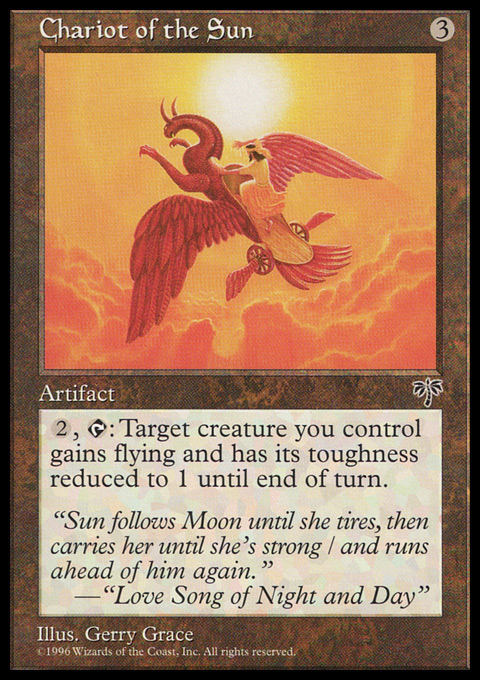 Chariot of the Sun 3
Artifact
2, : Target creature you control
gains flying and has its toughness
reduced to 1 until end of turn.
"Sun follows Moon until she tires, then
carries her until she's strong / and runs
ahead of him again."
—"Love Song of Night and Day"
Illus. Gerry Grace
©1996 Wizards of the Coast, Inc. All rights reserved.